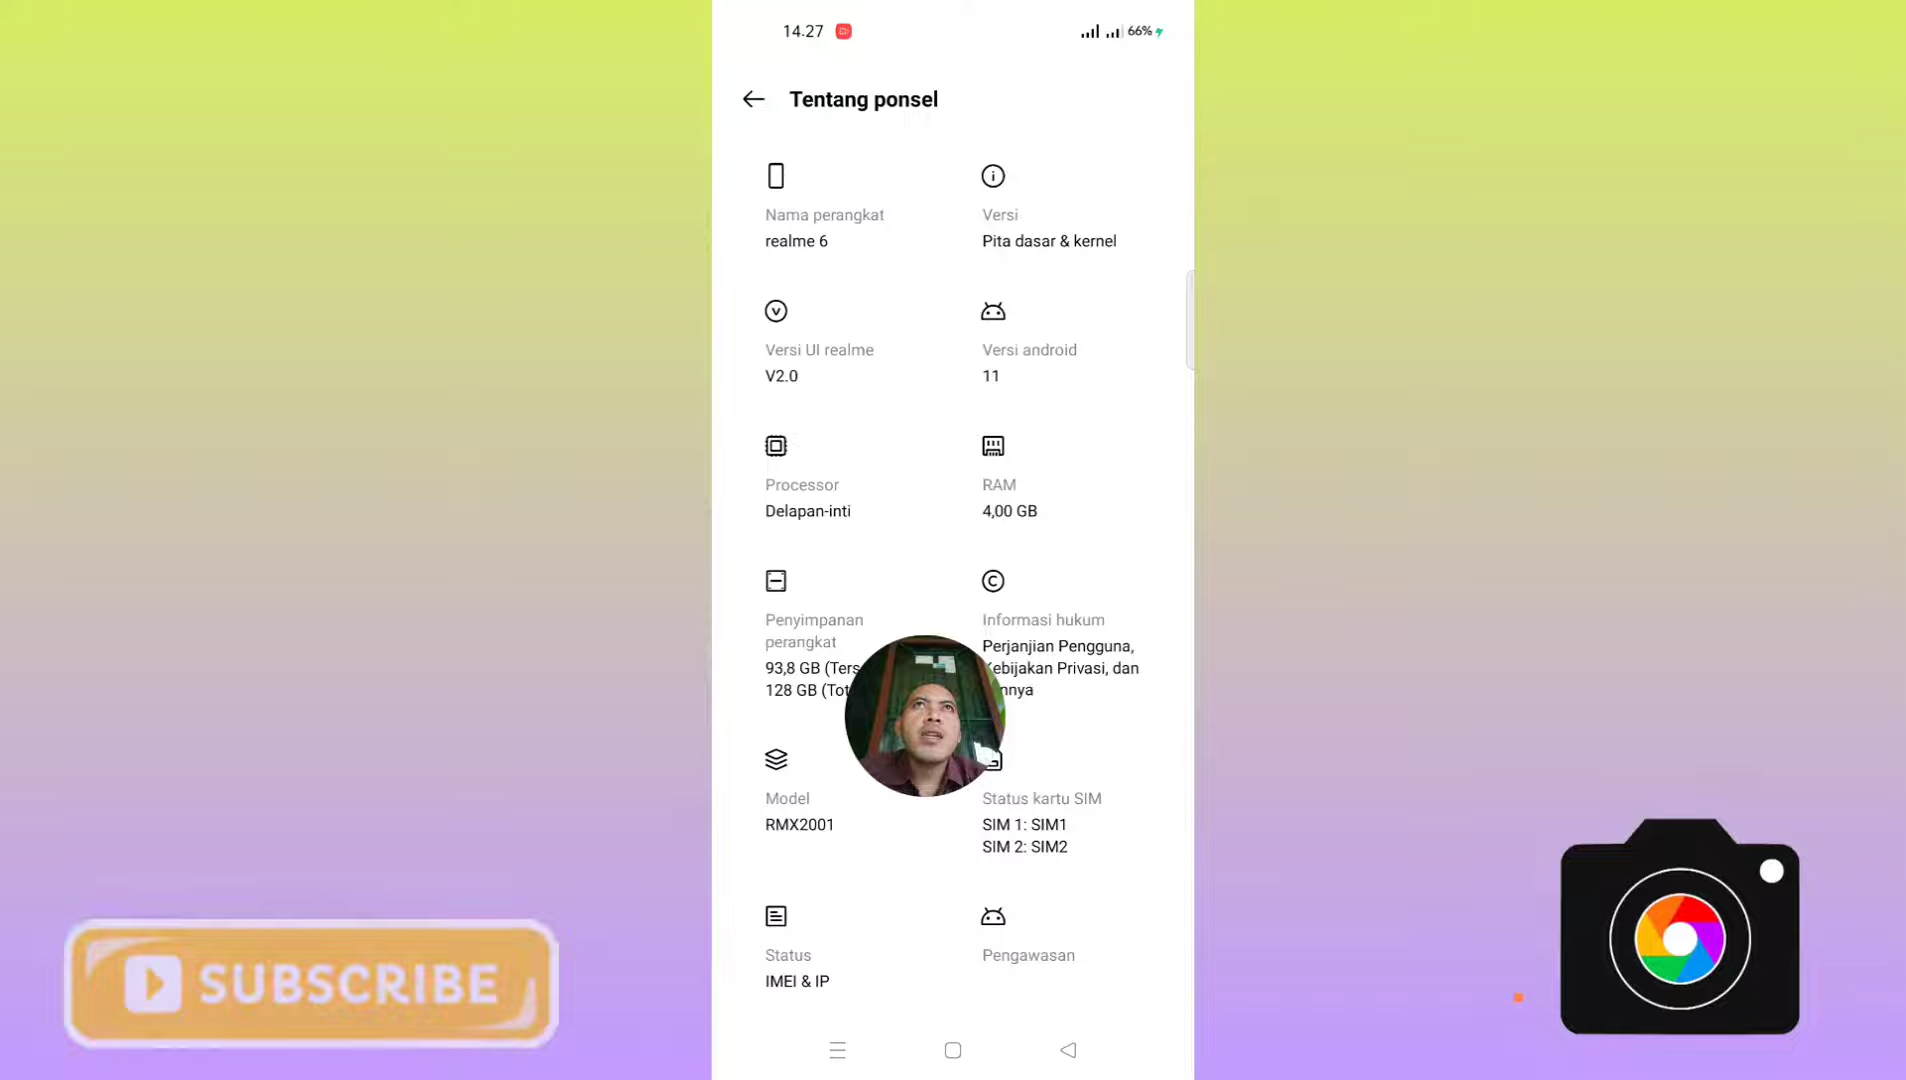 14.27
66%
Tentang ponsel
Nama perangkat
realme 6
Versi
Pita dasar & kernel
Versi UI realme
V2.0
Versi android
11
Processor
Delapan-inti
RAM
4,00 GB
Penyimpanan
perangkat
93,8 GB
128 GB
Informasi hukum
Perjanjian Pengguna,
Kebijakan Privasi, dan
Model
RMX2001
Status kartu SIM
SIM 1: SIM1
SIM 2: SIM2
Status
IMEI & IP
Pengawasan
SUBSCRIBE